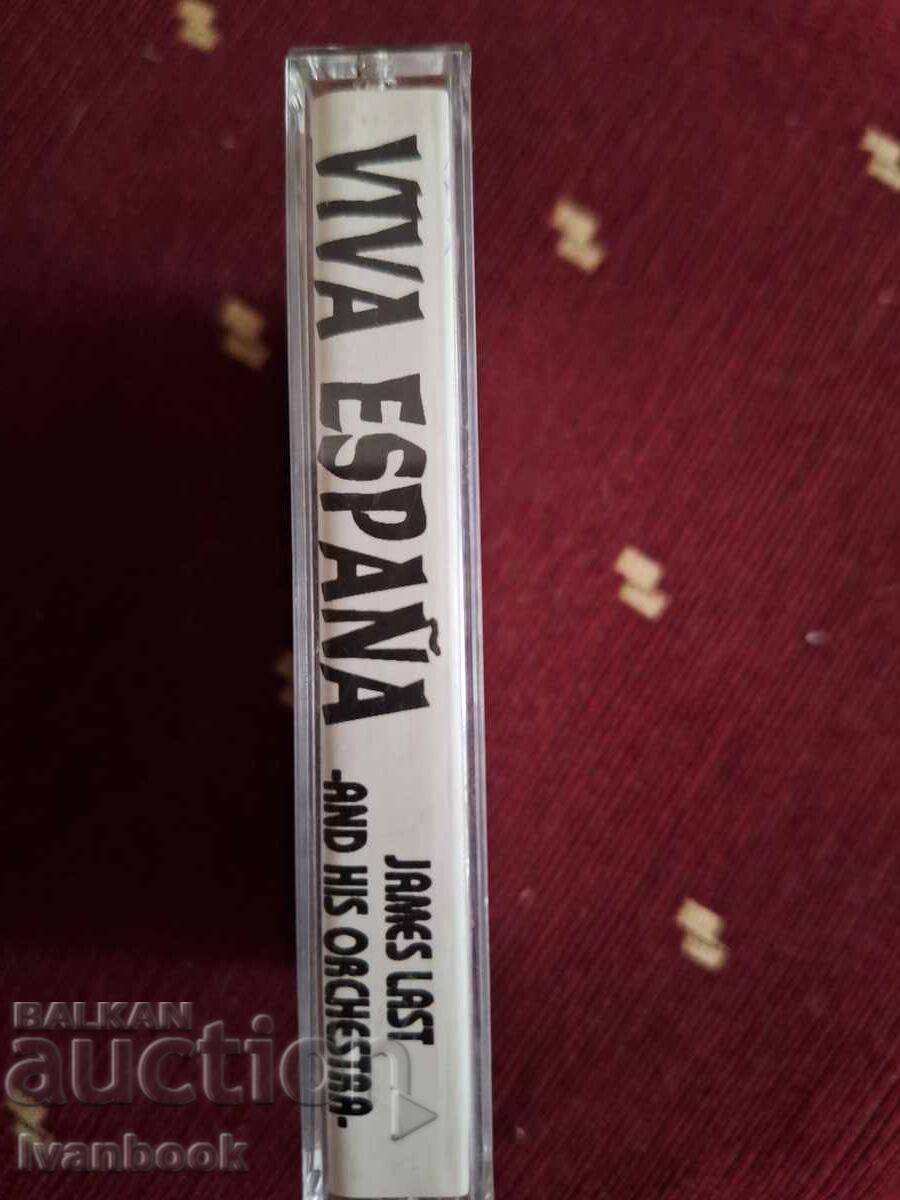 VIVA ESPAÑA
JAMES LAST
-AND HIS ORCHESTRA-
BALKAN
auction
Ivanbook